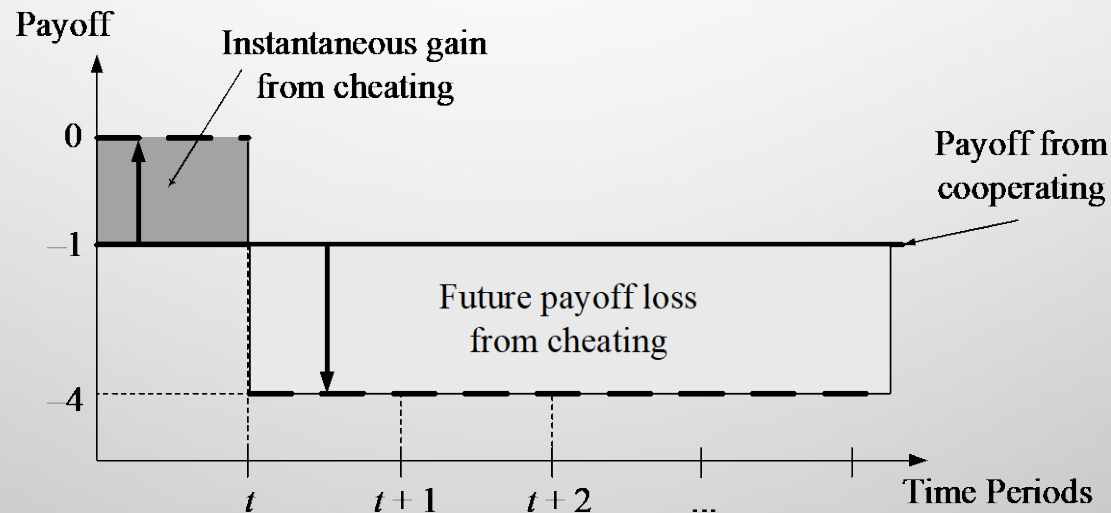 Payoff
Instantaneous gain
from cheating
0
Payoff from
cooperating
–1
Future payoff loss
from cheating
–4
t
t + 1
t + 2
...
Time Periods